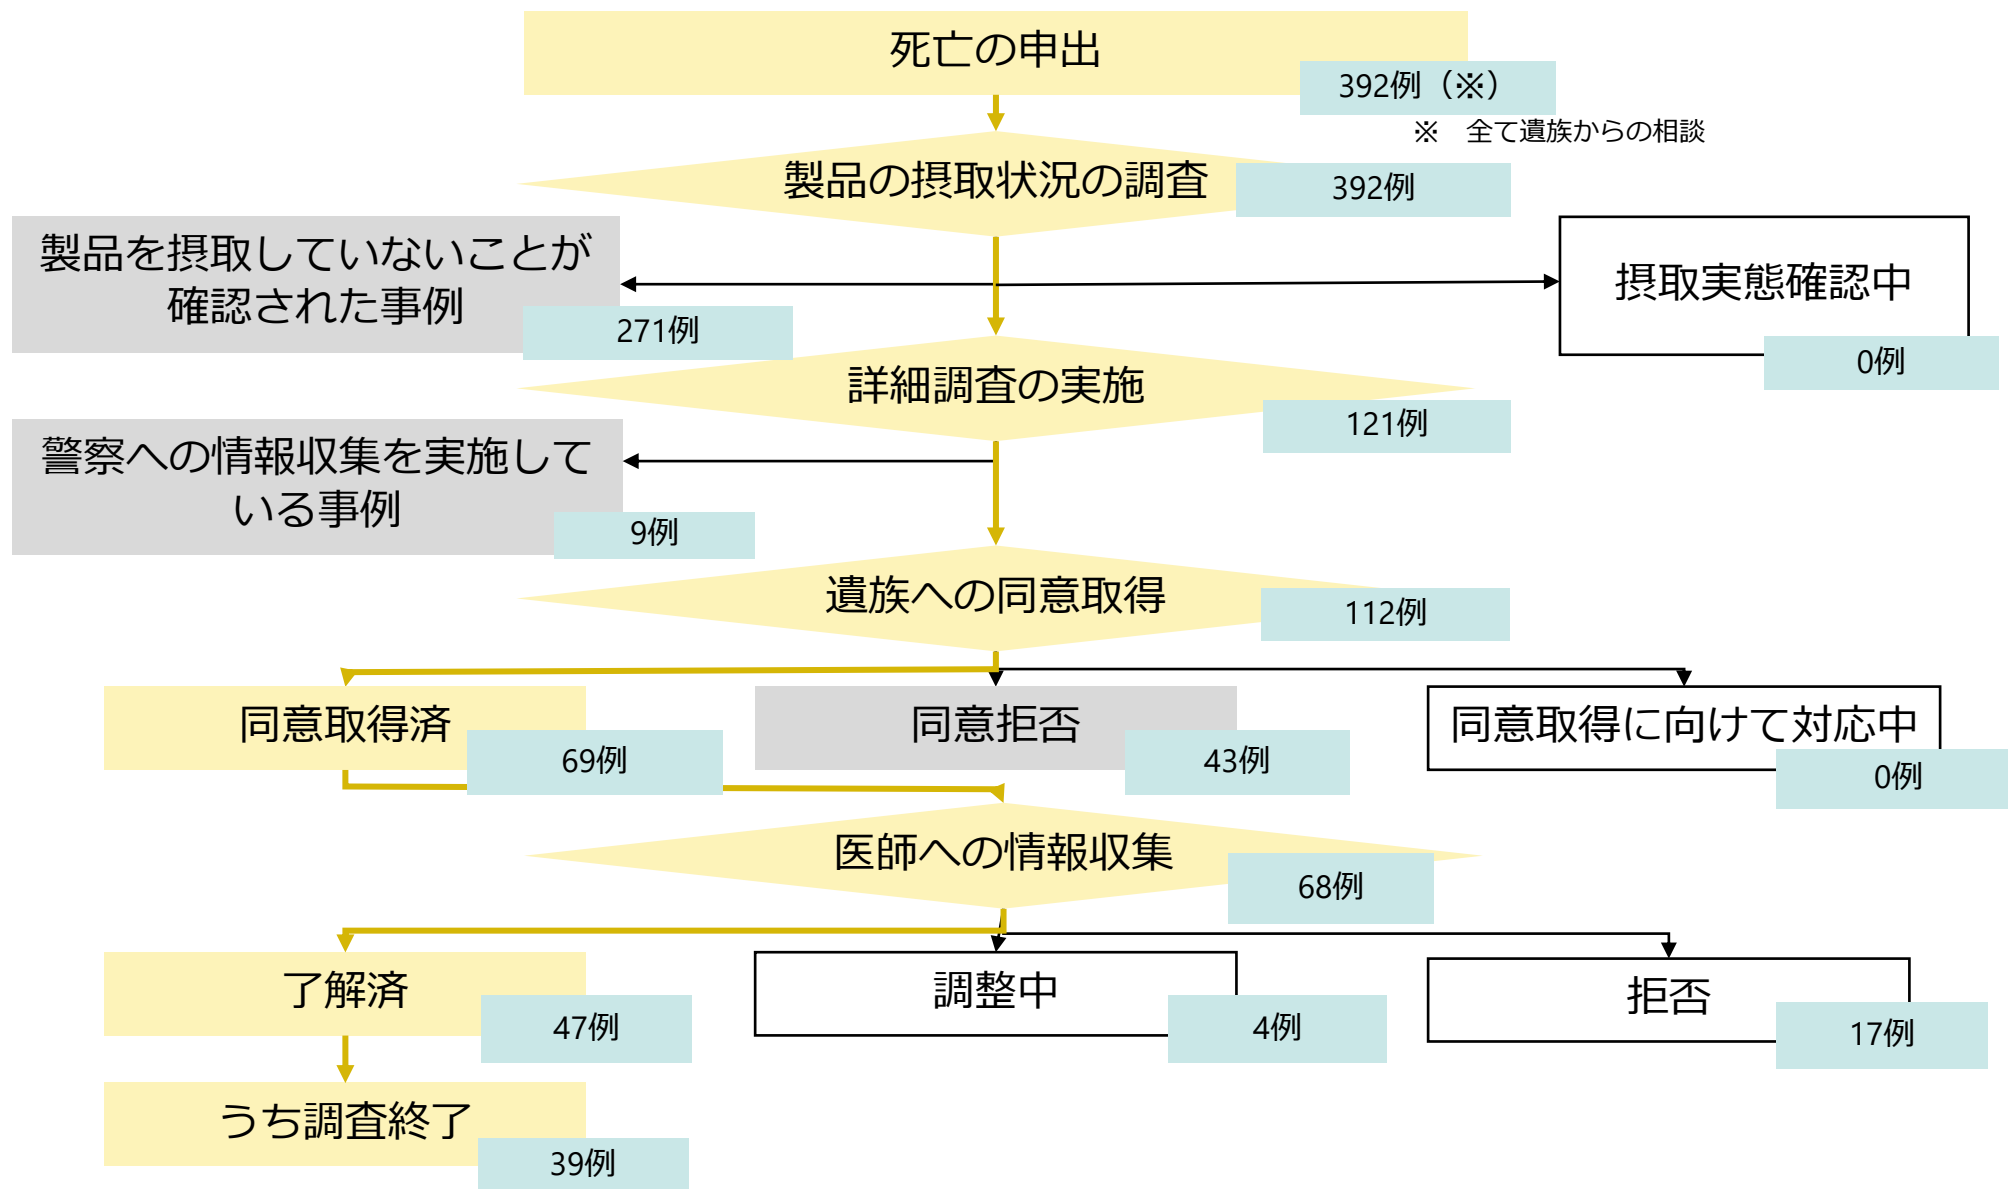 死亡の申出
392例（※）
※　全て遺族からの相談
製品の摂取状況の調査
392例
製品を摂取していないことが
確認された事例
271例
摂取実態確認中
0例
詳細調査の実施
121例
警察への情報収集を実施して
いる事例
9例
遺族への同意取得
112例
同意取得済
69例
同意拒否
43例
同意取得に向けて対応中
0例
医師への情報収集
68例
了解済
47例
調整中
4例
拒否
17例
うち調査終了
39例